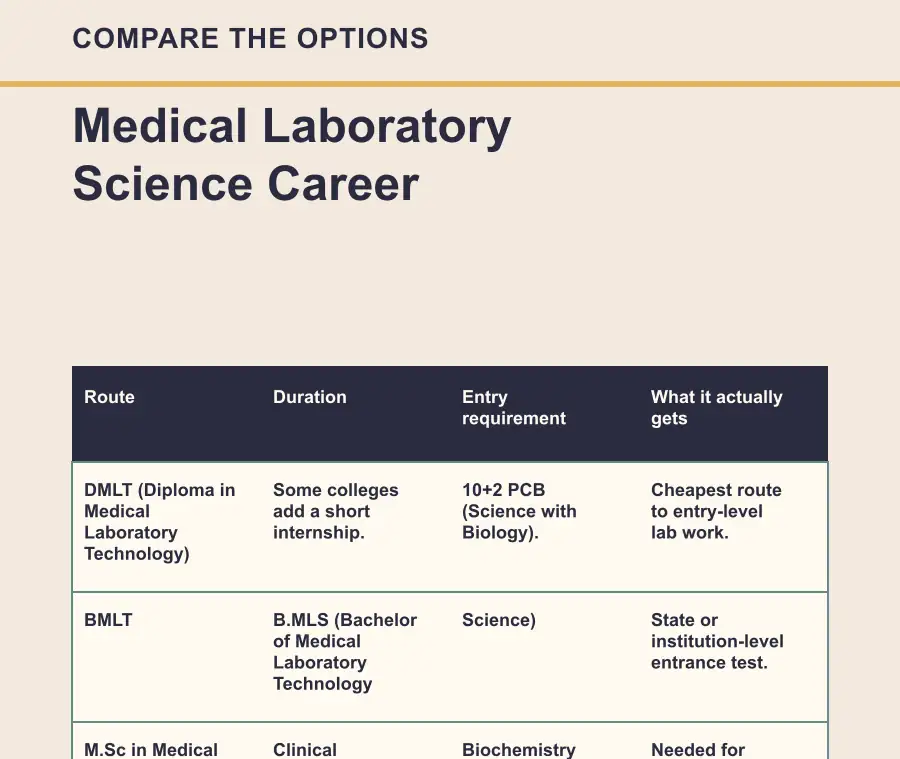 COMPARE THE OPTIONS
Medical Laboratory
Science Career
Route
Duration
Entry
requirement
What it actually
gets
DMLT (Diploma in
Medical
Laboratory
Technology)
Some colleges
add a short
internship.
10+2 PCB
(Science with
Biology).
Cheapest route
to entry-level
lab work.
BMLT
B.MLS (Bachelor
of Medical
Laboratory
Technology
Science)
State or
institution-level
entrance test.
M.Sc in Medical
Clinical
Biochemistry
Needed for